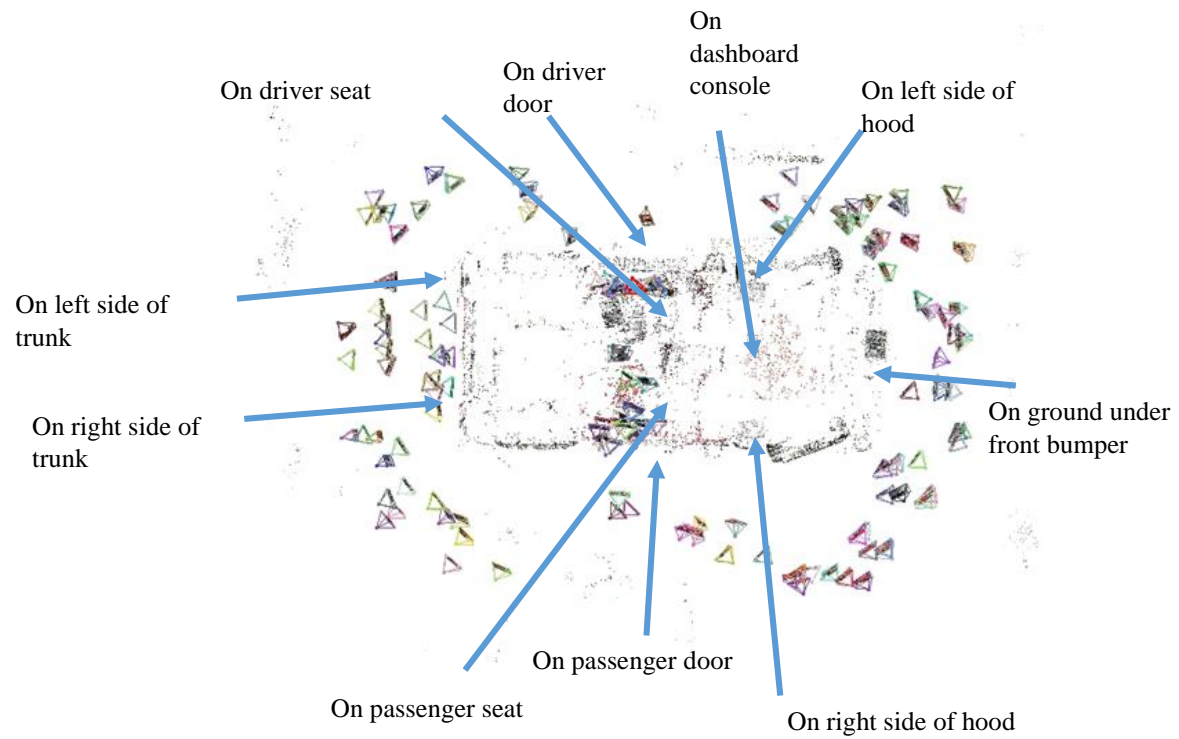 On
dashboard
console
On driver
door
On driver seat
On left side of
hood
On left side of
trunk
On right side of
trunk
On ground under
front bumper
On passenger door
On passenger seat
On right side of hood